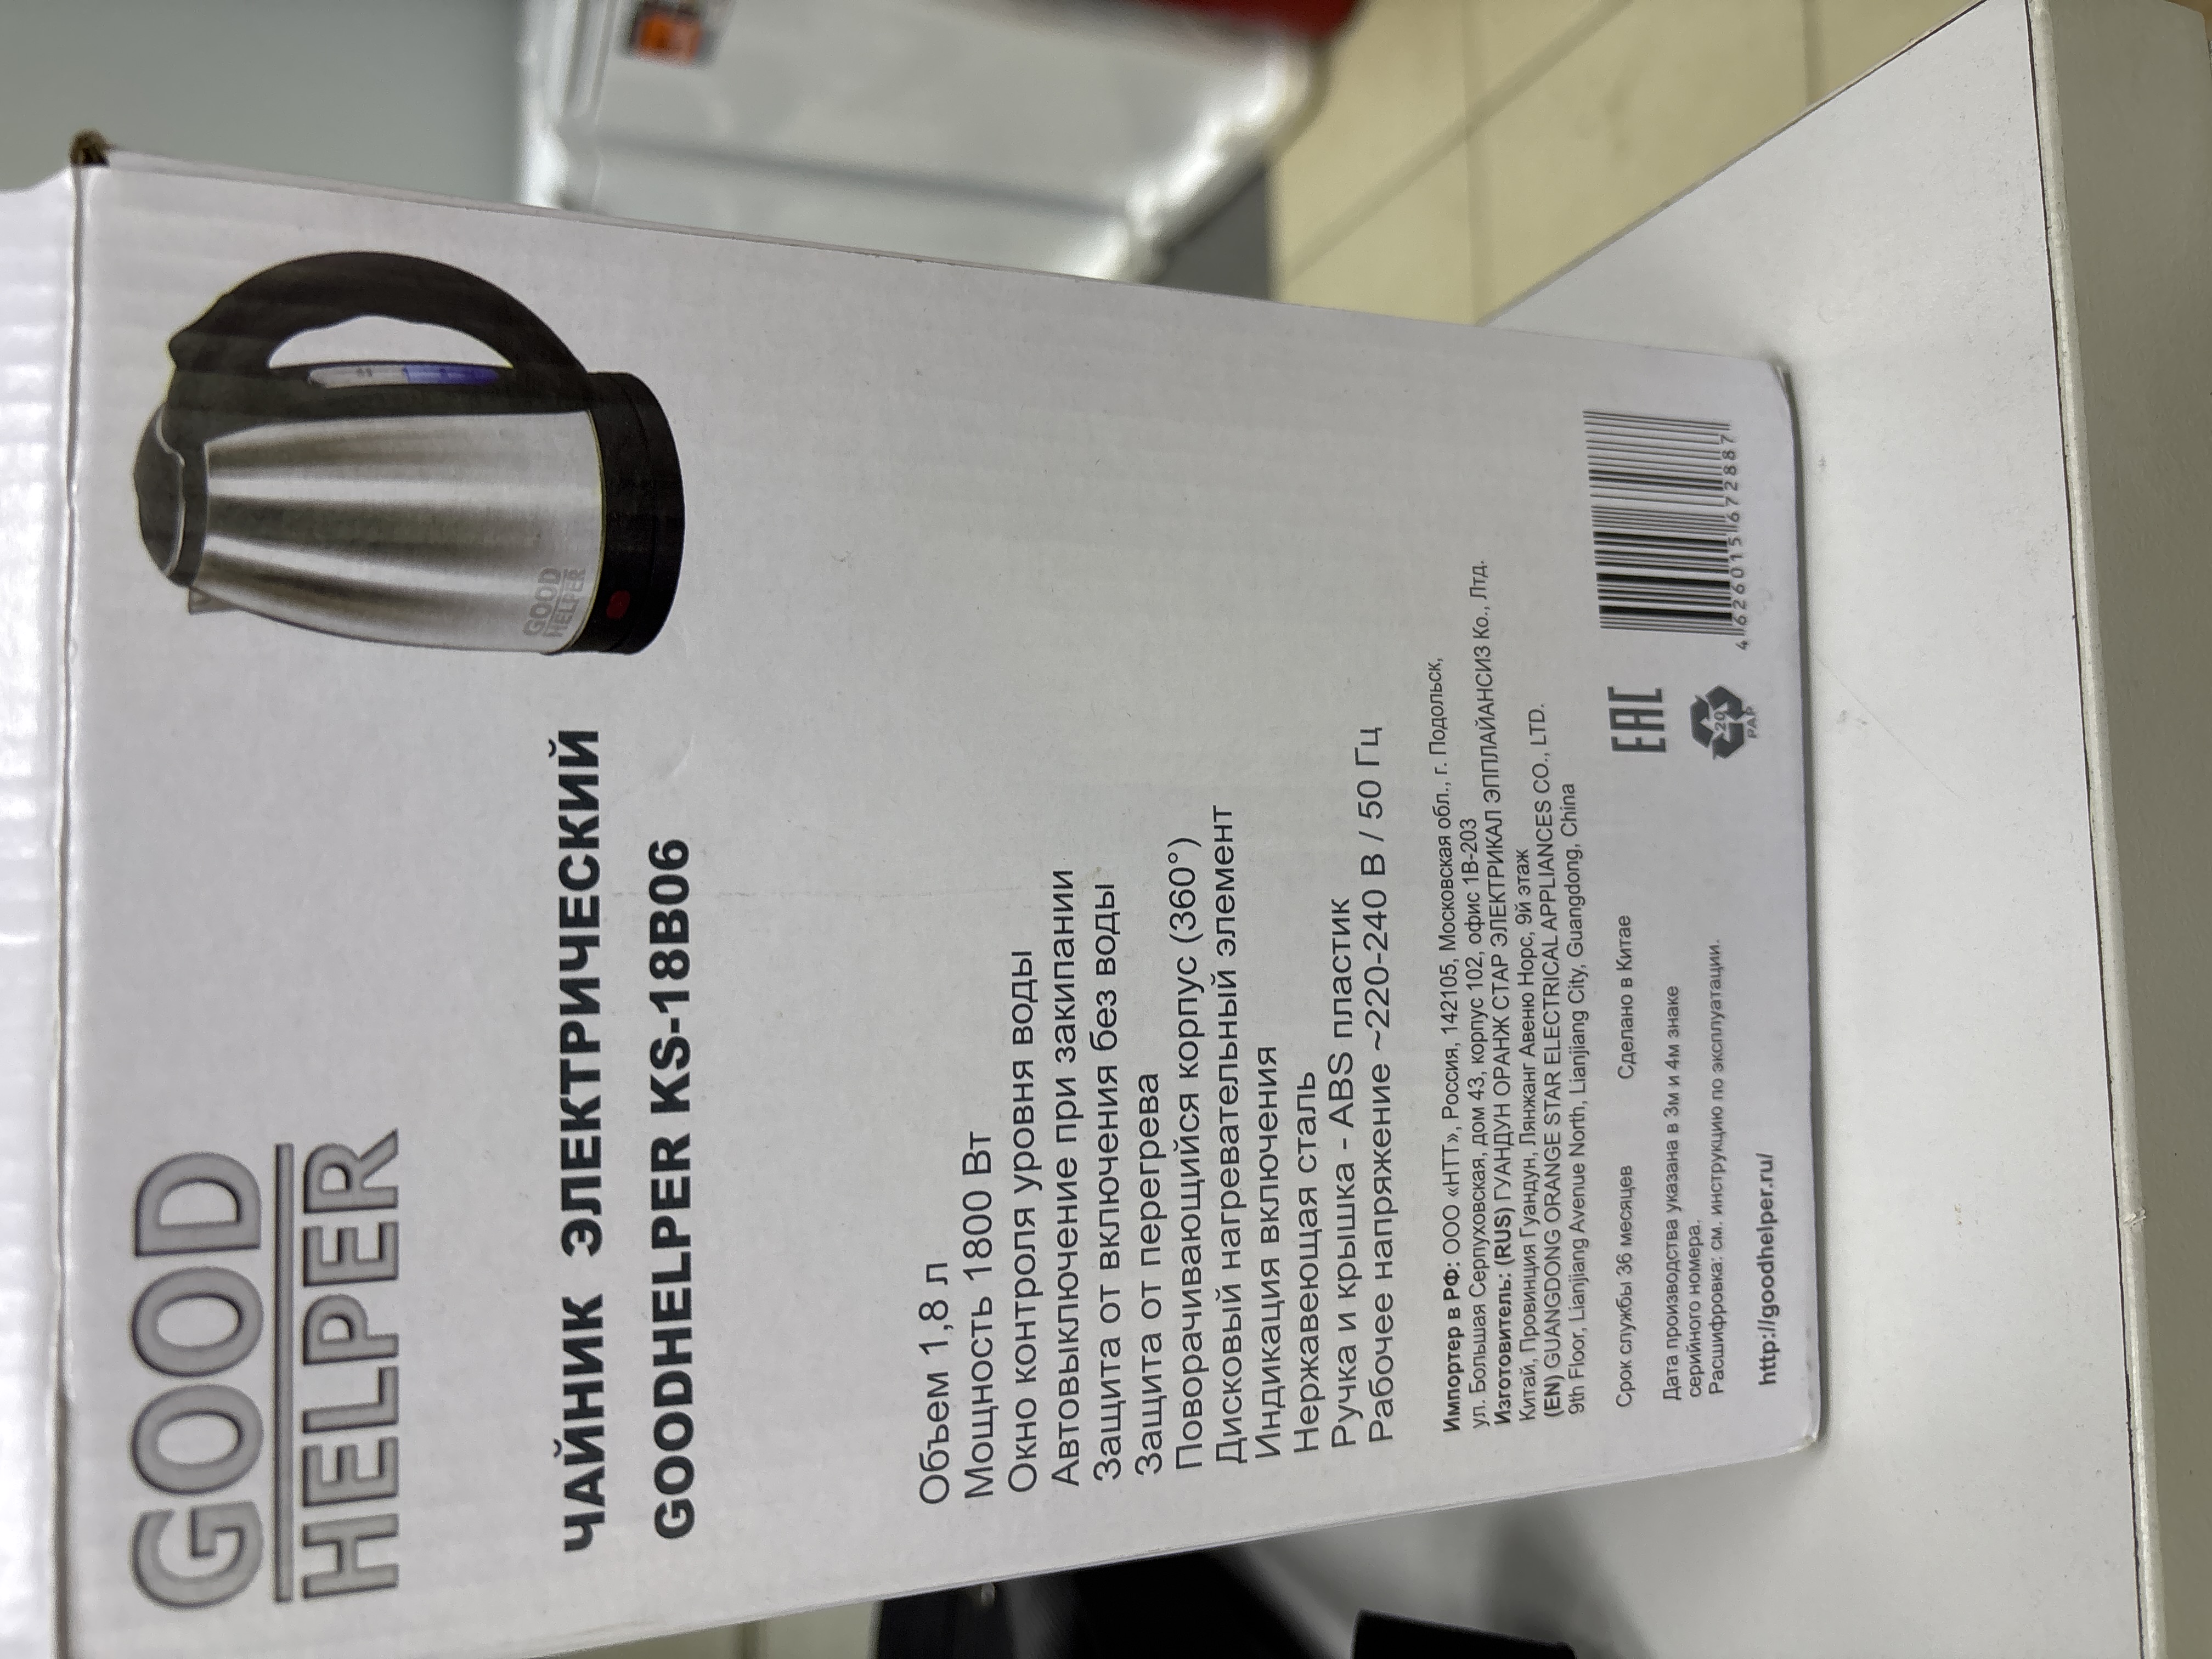 GOOD
HELPER
GOOD
HELPER
ЧАЙНИК ЭЛЕКТРИЧЕСКИЙ
GOODHELPER KS-18B06
Объем 1,8 л
Мощность 1800 Вт
Окно контроля уровня воды
Автовыключение при закипании
Защита от включения без воды
Защита от перегрева
Поворачивающийся корпус (360°)
Дисковый нагревательный элемент
Индикация включения
Нержавеющая сталь
Ручка и крышка - ABS пластик
Рабочее напряжение ~220-240 В / 50 Гц
Импортер в РФ: ООО «НТТ», Россия, 142105, Московская обл., г. Подольск,
ул. Большая Серпуховская, дом 43, корпус 102, офис 1В-203
Изготовитель: (RUS) ГУАНДУН ОРАНЖ СТАР ЭЛЕКТРИКАЛ ЭППЛАЙАНСИЗ Ко., Лтд.
Китай, Провинция Гуандун, Лянжанг Авеню Норс, 9й этаж
(EN) GUANGDONG ORANGE STAR ELECTRICAL APPLIANCES CO., LTD.
9th Floor, Lianjiang Avenue North, Lianjiang City, Guangdong, China
Срок службы 36 месяцев Сделано в Китае
Дата производства указана в 3м и 4м знаке
серийного номера.
Расшифровка: см. инструкцию по эксплуатации.
http://goodhelper.ru/
EAC
20
PAP
4 626015 672887